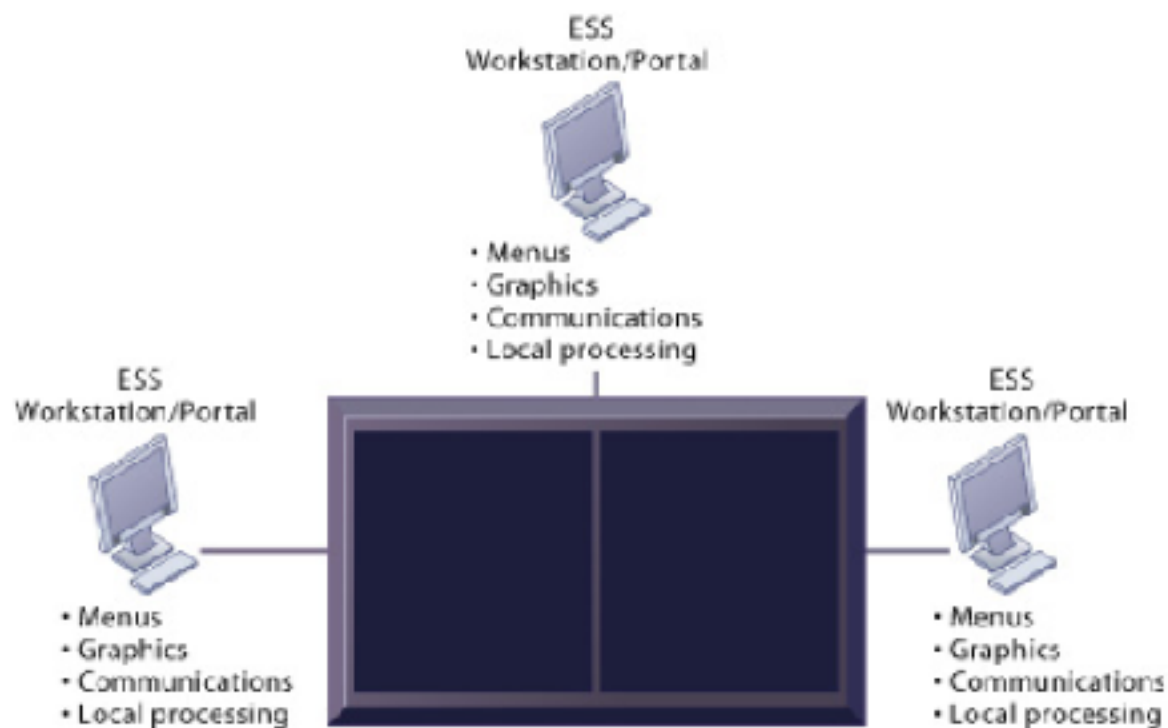 ESS
Workstation/Portal
• Menus
• Graphics
• Communications
• Local processing
ESS
Workstation/Portal
• Menus
• Graphics
• Communications
• Local processing
ESS
Workstation/Portal
• Menus
• Graphics
• Communications
• Local processing